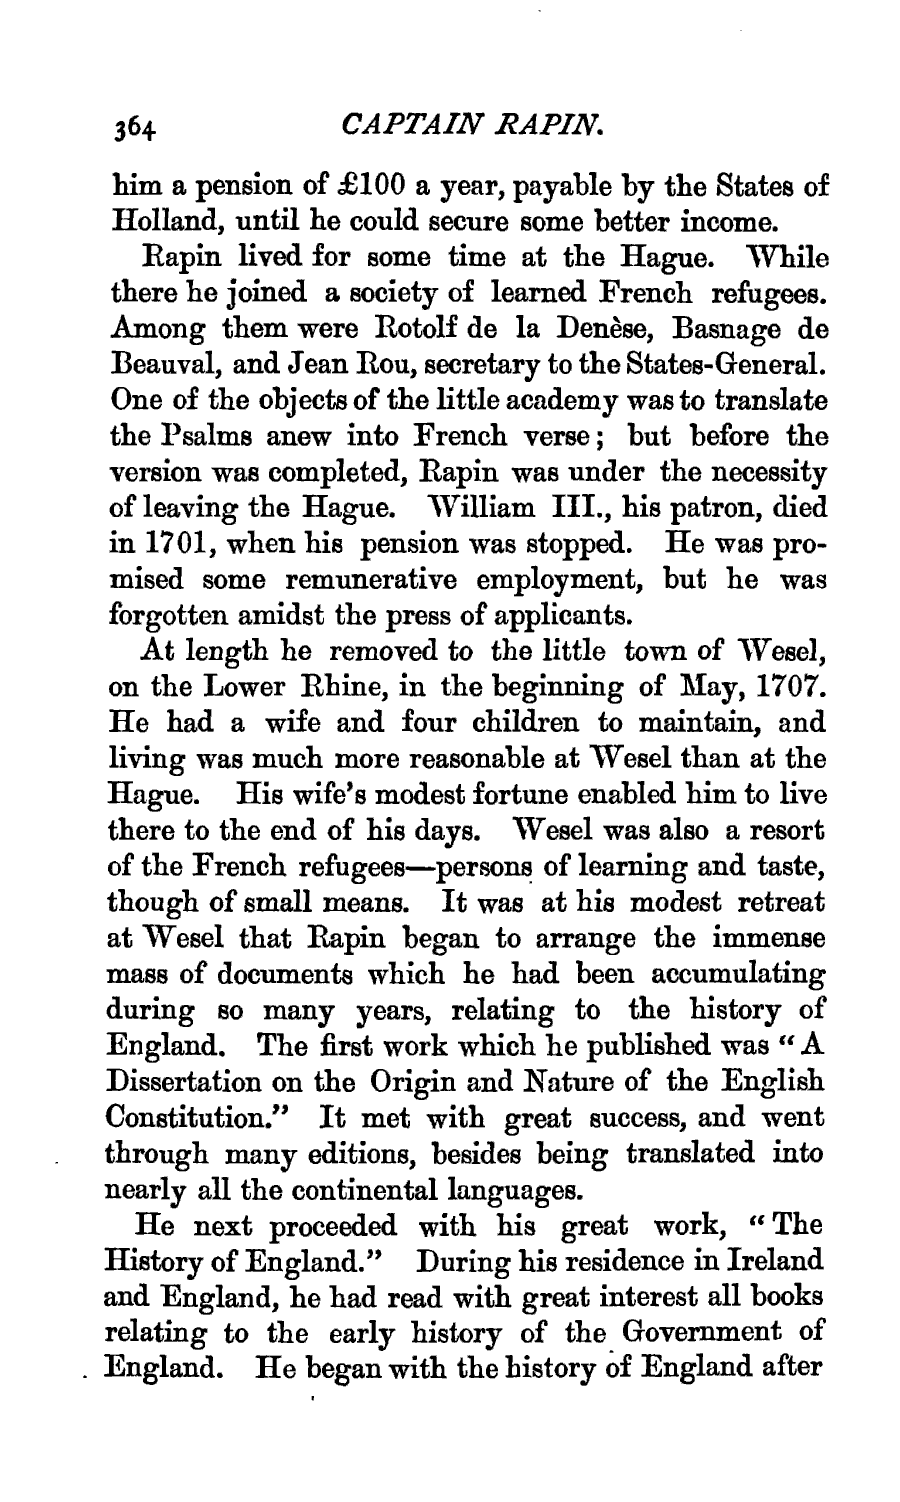 364 CAPTAIN RAPIN.
him a pension of £100 a year, payable by the States of
Holland, until he could secure some better income.
Rapin lived for some time at the Hague. While
there he joined a society of learned French refugees.
Among them were Rotolf de la Denèse, Basnage de
Beauval, and Jean Rou, secretary to the States-General.
One of the objects of the little academy was to translate
the Psalms anew into French verse; but before the
version was completed, Rapin was under the necessity
of leaving the Hague. William III., his patron, died
in 1701, when his pension was stopped. He was pro-
mised some remunerative employment, but he was
forgotten amidst the press of applicants.
At length he removed to the little town of Wesel,
on the Lower Rhine, in the beginning of May, 1707.
He had a wife and four children to maintain, and
living was much more reasonable at Wesel than at the
Hague. His wife's modest fortune enabled him to live
there to the end of his days. Wesel was also a resort
of the French refugees—persons of learning and taste,
though of small means. It was at his modest retreat
at Wesel that Rapin began to arrange the immense
mass of documents which he had been accumulating
during so many years, relating to the history of
England. The first work which he published was "A
Dissertation on the Origin and Nature of the English
Constitution." It met with great success, and went
through many editions, besides being translated into
nearly all the continental languages.
He next proceeded with his great work, "The
History of England." During his residence in Ireland
and England, he had read with great interest all books
relating to the early history of the Government of
England. He began with the history of England after